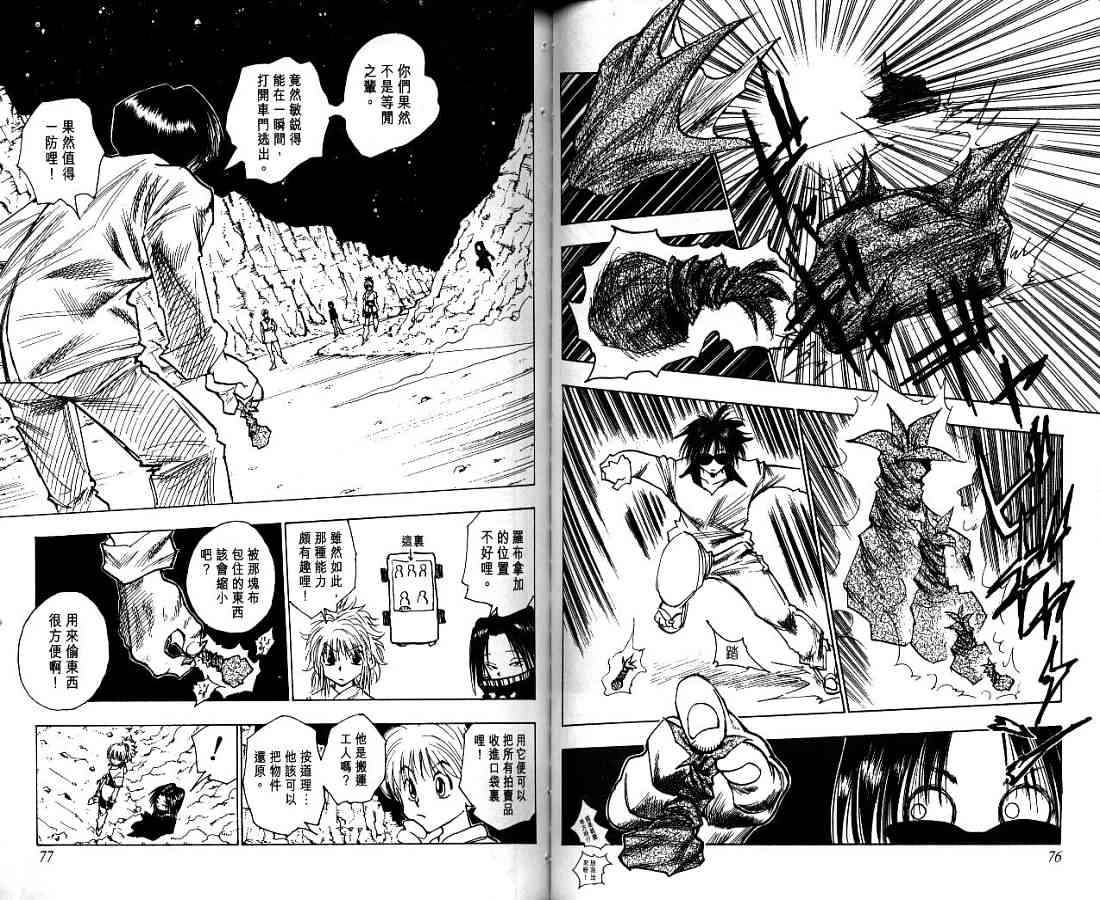 踏
76
你們果然
不是等閒
之輩。
竟然敏銳得
能在一瞬間，
打開車門逃出。
果然值得
一防哩！
羅布拿加
的位置
不好哩。
這裏
雖然如此，
那種能力
頗有趣哩！
被那塊布
包住的東西
該會縮小
吧？
用來偷東西
很方便啊！
用它便可以
把所有拍賣品
收進口袋裏
哩！
他是搬運
工人嗎？
按道理…
他該可以
把物件
還原。
！
77